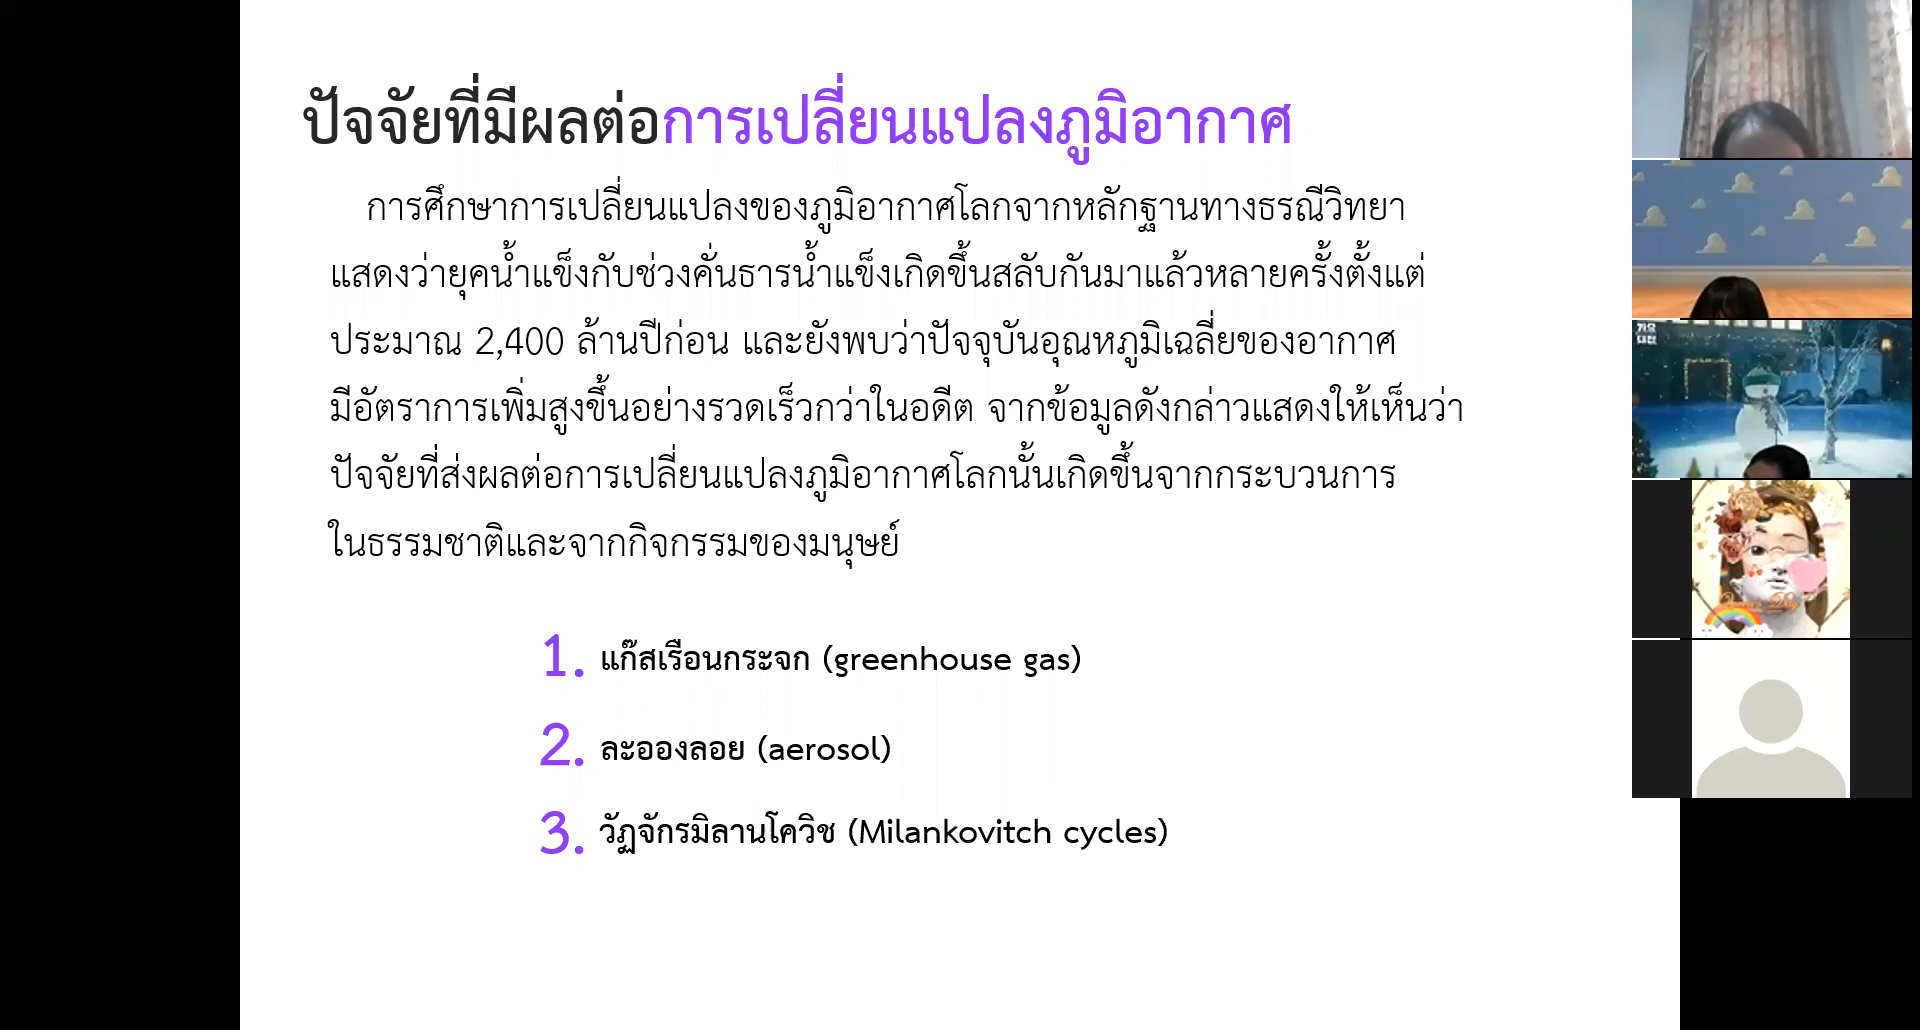 ปัจจัยที่มีผลต่อการเปลี่ยนแปลงภูมิอากาศ
การศึกษาการเปลี่ยนแปลงของภูมิอากาศโลกจากหลักฐานทางธรณีวิทยา
แสดงว่ายุคน้ำแข็งกับช่วงคั่นธารน้ำแข็งเกิดขึ้นสลับกันมาแล้วหลายครั้งตั้งแต่
ประมาณ 2,400 ล้านปีก่อน และยังพบว่าปัจจุบันอุณหภูมิเฉลี่ยของอากาศ
มีอัตราการเพิ่มสูงขึ้นอย่างรวดเร็วกว่าในอดีต จากข้อมูลดังกล่าวแสดงให้เห็นว่า
ปัจจัยที่ส่งผลต่อการเปลี่ยนแปลงภูมิอากาศโลกนั้นเกิดขึ้นจากกระบวนการ
ในธรรมชาติและจากกิจกรรมของมนุษย์
1. แก๊สเรือนกระจก (greenhouse gas)
2. ละอองลอย (aerosol)
3. วัฏจักรมิลานโควิช (Milankovitch cycles)
가요
대전